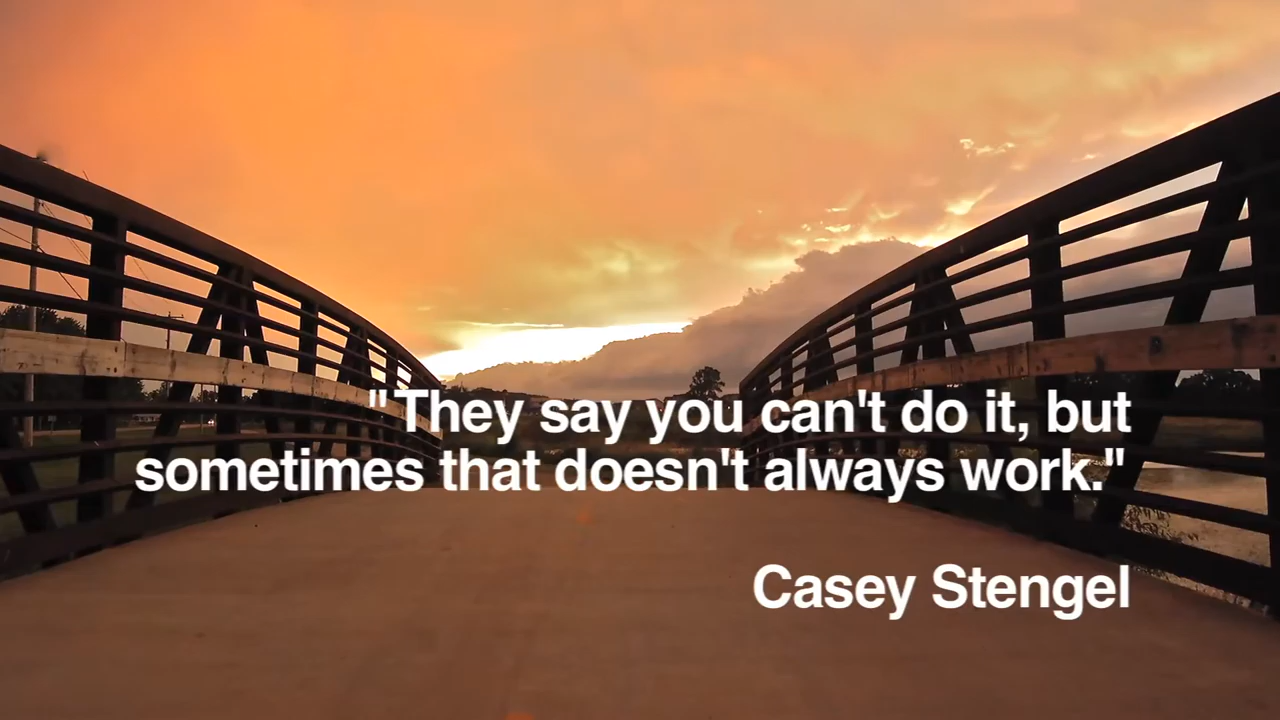 "They say you can't do it, but
sometimes that doesn't always work."
Casey Stengel